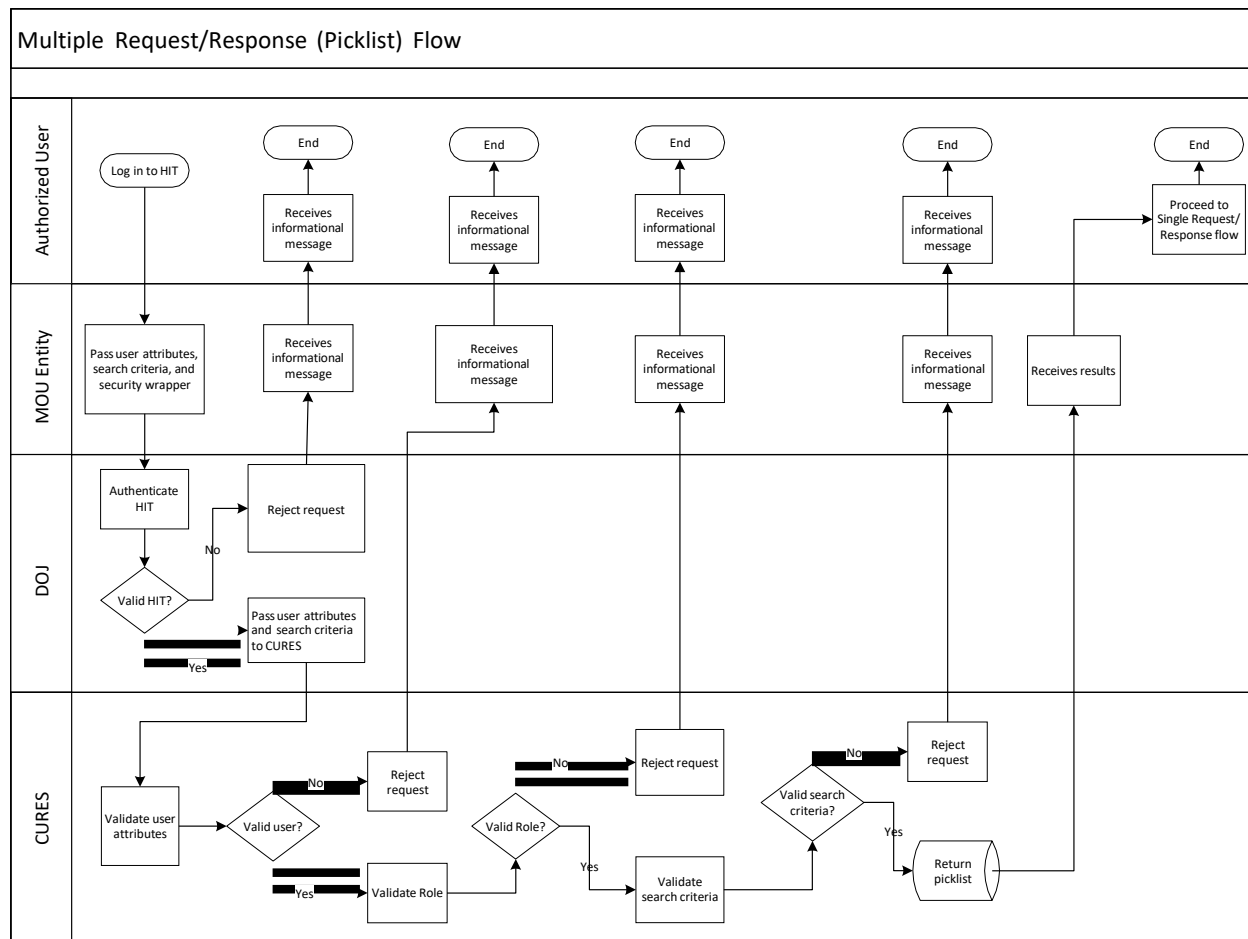 Multiple Request/Response (Picklist) Flow
Authorized User
Log in to HIT
End
End
End
End
End
Receives
informational
message
Receives
informational
message
Receives
informational
message
Receives
informational
message
Proceed to
Single Request/
Response flow
MOU Entity
Pass user attributes,
search criteria, and
security wrapper
Receives
informational
message
Receives
informational
message
Receives
informational
message
Receives
informational
message
Receives results
DOJ
Authenticate
HIT
Reject request
No
Valid HIT?
Pass user attributes
and search criteria
to CURES
Yes
CURES
Validate user
attributes
Valid user?
No
Reject
request
Yes
Validate Role
Valid Role?
No
Reject request
Yes
Validate
search criteria
Valid search
criteria?
No
Reject
request
Yes
Return
picklist